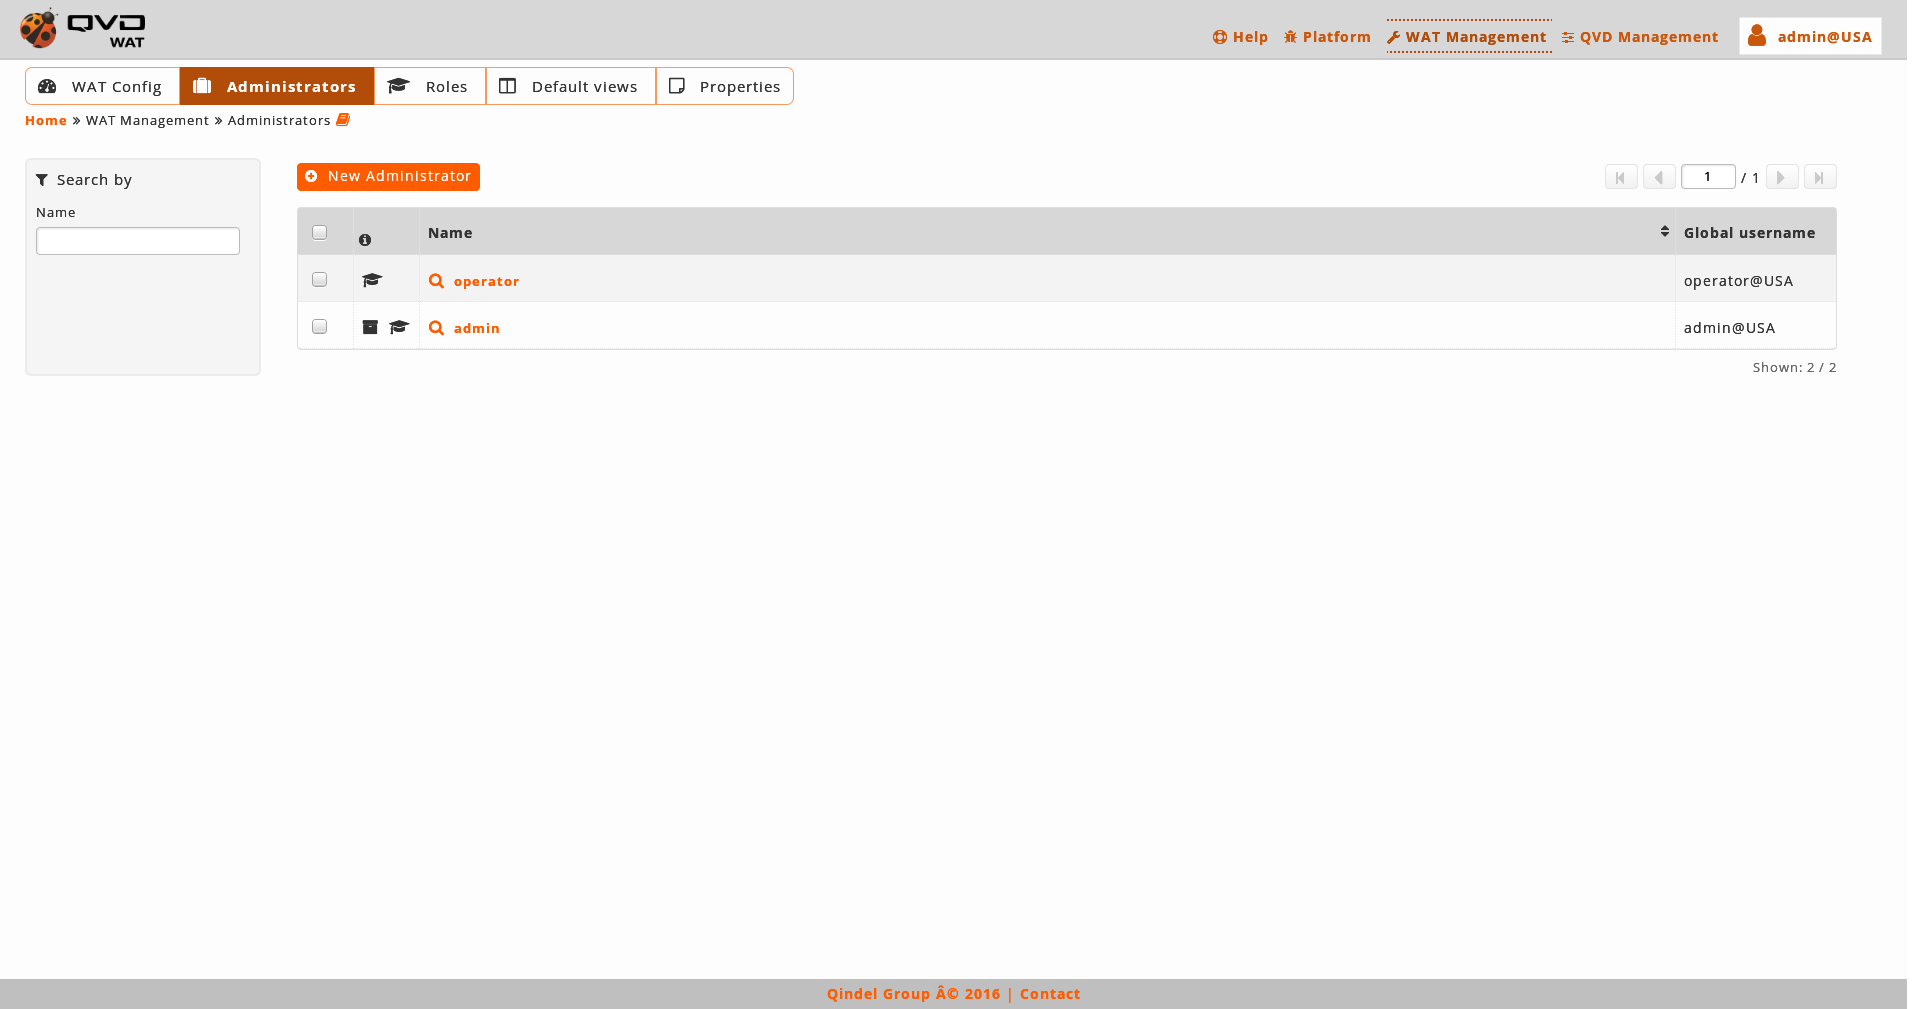 QVD
WAT
Help Platform WAT Management QVD Management admin@USA
WAT Config Administrators Roles Default views Properties
Home » WAT Management » Administrators
Search by
Name
New Administrator
1 / 1
Name Global username
operator operator@USA
admin admin@USA
Shown: 2 / 2
Qindel Group Â© 2016 | Contact